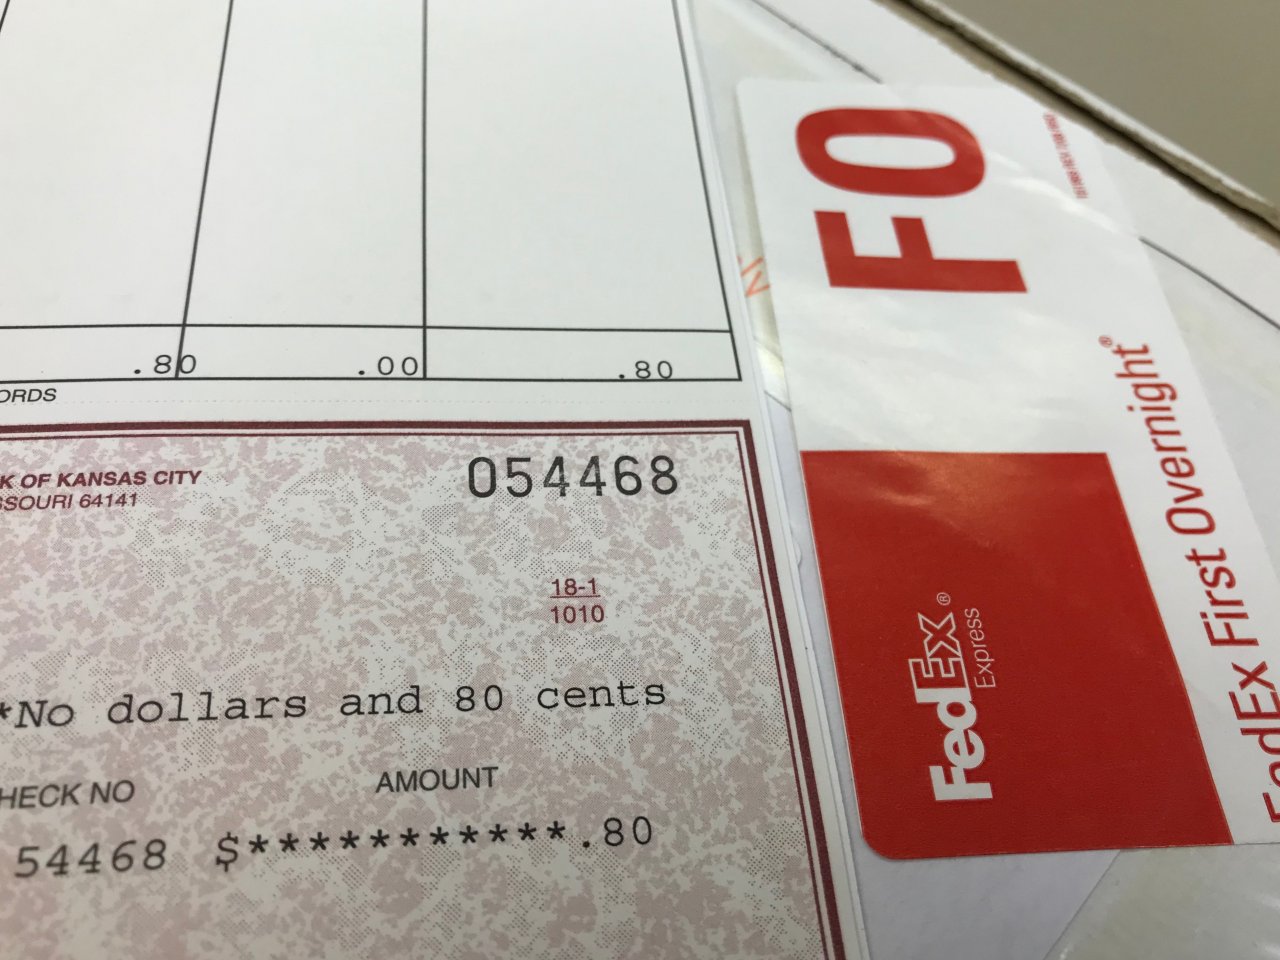 .80 .00 .80
ORDS
K OF KANSAS CITY
SSOURI 64141
054468
18-1
1010
*No dollars and 80 cents
HECK NO AMOUNT
54468 $***********.80
FO
FedEx®
Express
FedEx First Overnight®